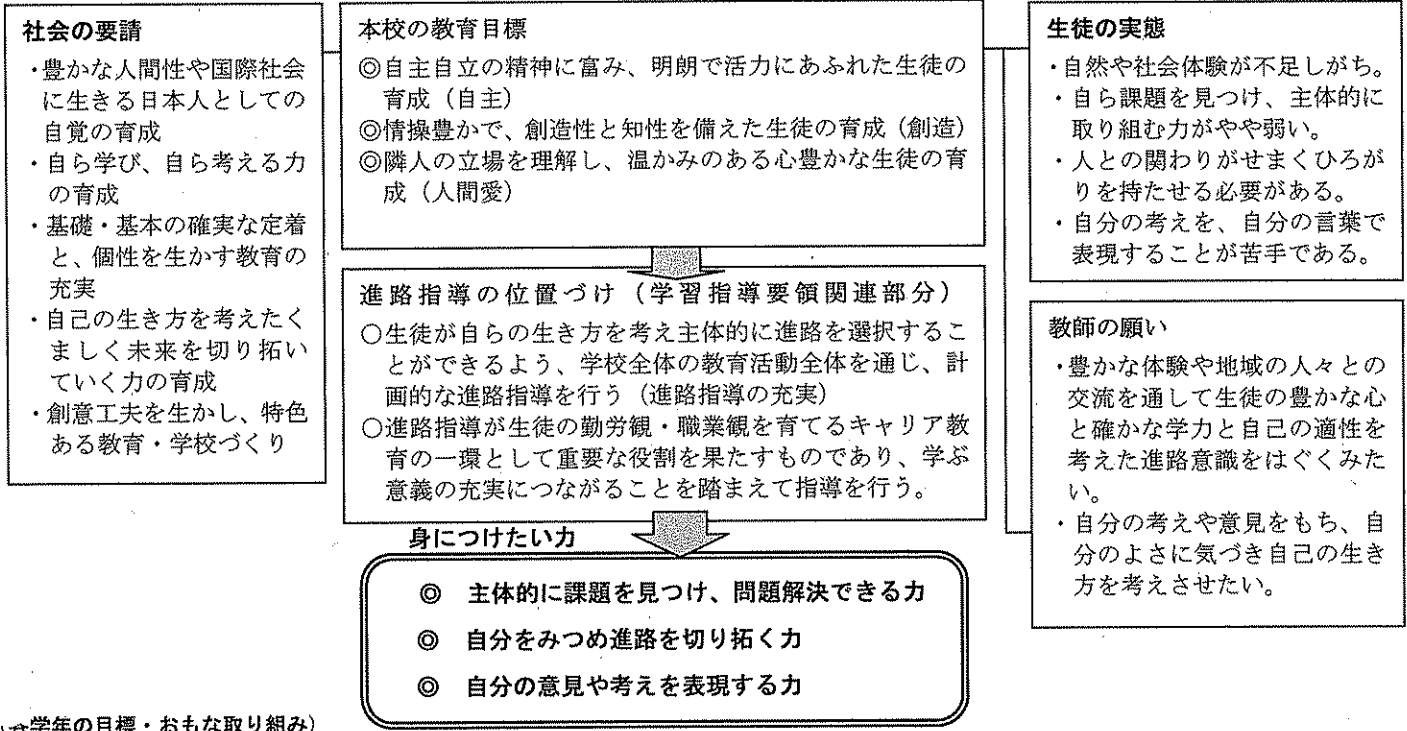 社会の要請
・豊かな人間性や国際社会
に生きる日本人としての
自覚の育成
・自ら学び、自ら考える力
の育成
・基礎・基本の確実な定着
と、個性を生かす教育の
充実
・自己の生き方を考えたく
ましく未来を切り拓い
ていく力の育成
・創意工夫を生かし、特色
ある教育・学校づくり
本校の教育目標
◎自主自立の精神に富み、明朗で活力にあふれた生徒の
育成（自主）
◎情操豊かで、創造性と知性を備えた生徒の育成（創造）
◎隣人の立場を理解し、温かみのある心豊かな生徒の育
成（人間愛）
進路指導の位置づけ（学習指導要領関連部分）
○生徒が自らの生き方を考え主体的に進路を選択するこ
とができるよう、学校全体の教育活動全体を通じ、計
画的な進路指導を行う（進路指導の充実）
○進路指導が生徒の勤労観・職業観を育てるキャリア教
育の一環として重要な役割を果たすものであり、学ぶ
意義の充実につながることを踏まえて指導を行う。
身につけたい力
◎ 主体的に課題を見つけ、問題解決できる力
◎ 自分をみつめ進路を切り拓く力
◎ 自分の意見や考えを表現する力
生徒の実態
・自然や社会体験が不足しがち。
・自ら課題を見つけ、主体的に
取り組む力がやや弱い。
・人との関わりがせまくひろが
りを持たせる必要がある。
・自分の考えを、自分の言葉で
表現することが苦手である。
教師の願い
・豊かな体験や地域の人々との
交流を通して生徒の豊かな心
と確かな学力と自己の適性を
考えた進路意識をはぐくみた
い。
・自分の考えや意見をもち、自
分のよさに気づき自己の生き
方を考えさせたい。
学年の目標・おもな取り組み）